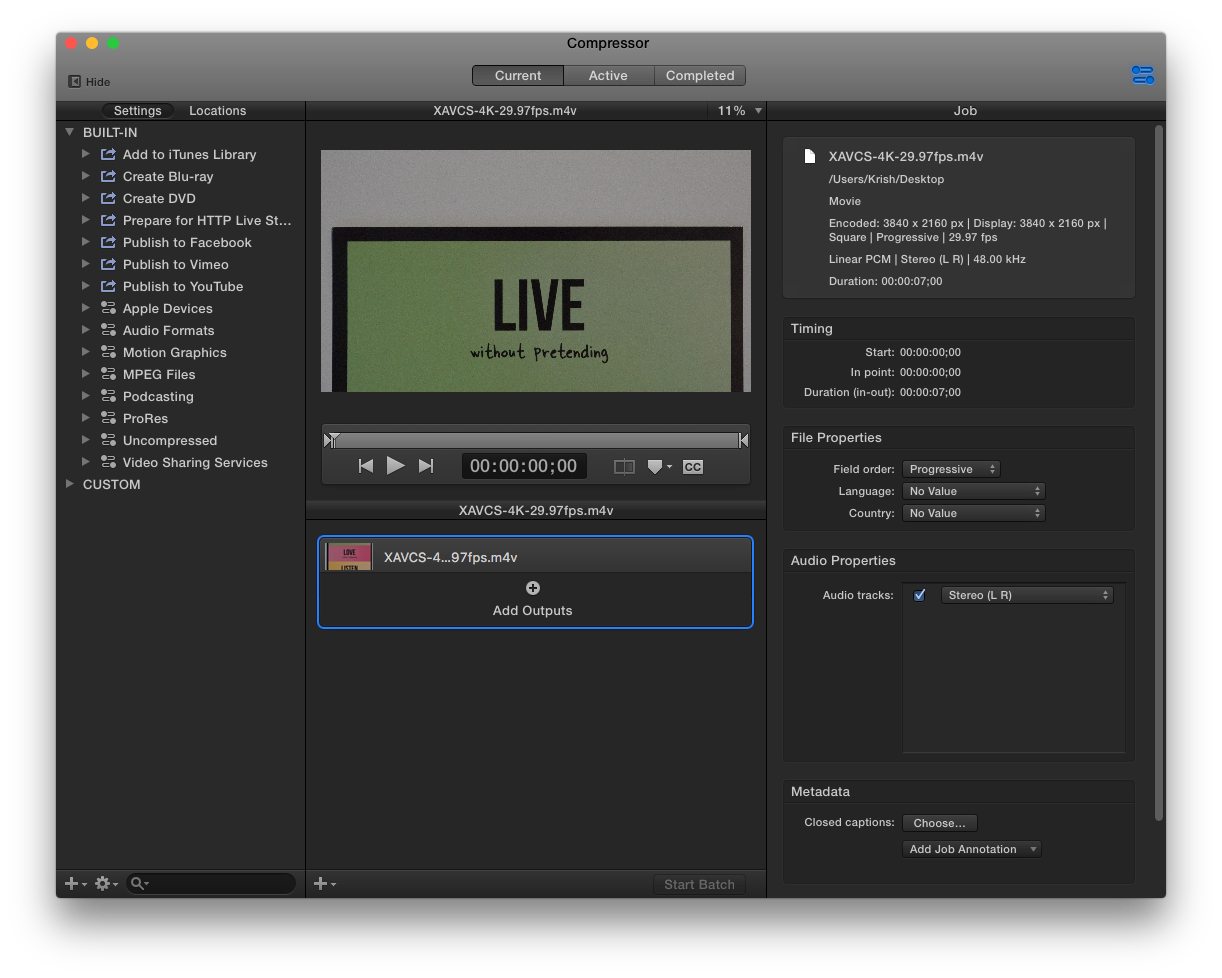 Compressor
Hide
Current
Active
Completed
Settings
Locations
XAVCS-4K-29.97fps.m4v
11%
Job
BUILT-IN
Add to iTunes Library
Create Blu-ray
Create DVD
Prepare for HTTP Live St...
Publish to Facebook
Publish to Vimeo
Publish to YouTube
Apple Devices
Audio Formats
Motion Graphics
MPEG Files
Podcasting
ProRes
Uncompressed
Video Sharing Services
CUSTOM
LIVE
without pretending
00:00:00;00
CC
XAVCS-4K-29.97fps.m4v
LOVE
LISTEN
XAVCS-4...97fps.m4v
Add Outputs
Start Batch
XAVCS-4K-29.97fps.m4v
/Users/Krish/Desktop
Movie
Encoded: 3840 x 2160 px | Display: 3840 x 2160 px |
Square | Progressive | 29.97 fps
Linear PCM | Stereo (L R) | 48.00 kHz
Duration: 00:00:07;00
Timing
Start: 00:00:00;00
In point: 00:00:00;00
Duration (in-out): 00:00:07;00
File Properties
Field order: Progressive
Language: No Value
Country: No Value
Audio Properties
Audio tracks: Stereo (L R)
Metadata
Closed captions: Choose...
Add Job Annotation